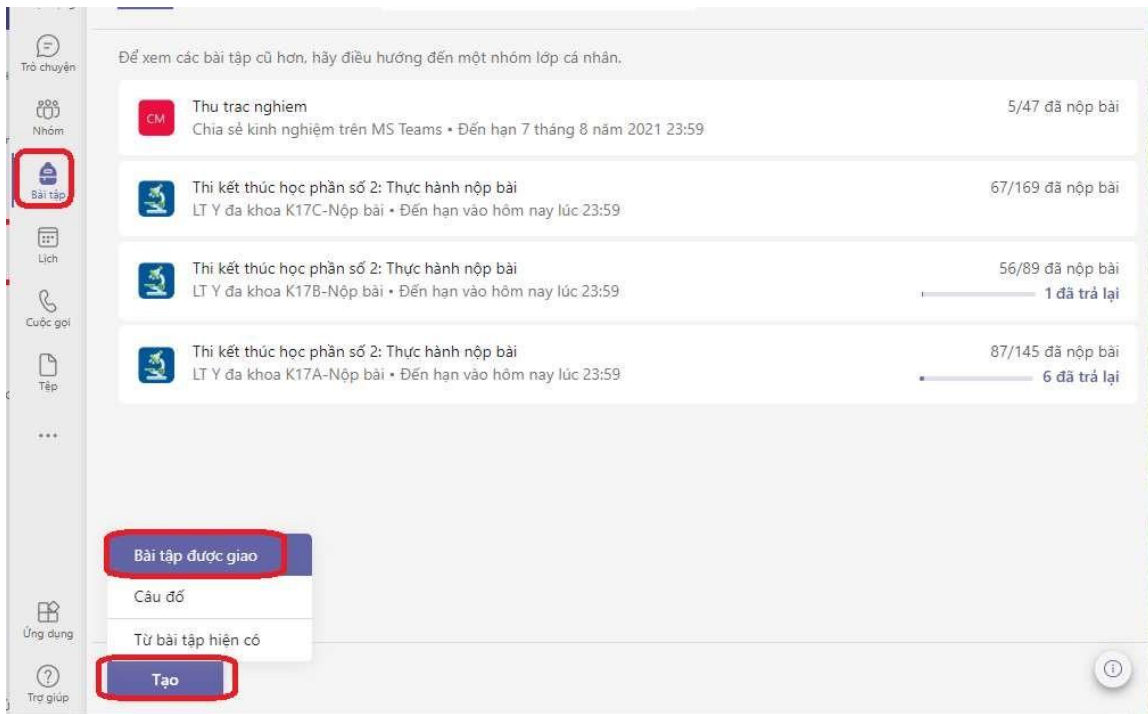 Trò chuyện
Nhóm
Bài tập
Lịch
Cuộc gọi
Tệp
...
Ứng dụng
Trợ giúp
Để xem các bài tập cũ hơn, hãy điều hướng đến một nhóm lớp cá nhân.
CM
Thu trac nghiem
5/47 đã nộp bài
Chia sẻ kinh nghiệm trên MS Teams • Đến hạn 7 tháng 8 năm 2021 23:59
Thi kết thúc học phần số 2: Thực hành nộp bài
67/169 đã nộp bài
LT Y đa khoa K17C-Nộp bài • Đến hạn vào hôm nay lúc 23:59
Thi kết thúc học phần số 2: Thực hành nộp bài
56/89 đã nộp bài
LT Y đa khoa K17B-Nộp bài • Đến hạn vào hôm nay lúc 23:59
1 đã trả lại
Thi kết thúc học phần số 2: Thực hành nộp bài
87/145 đã nộp bài
LT Y đa khoa K17A-Nộp bài • Đến hạn vào hôm nay lúc 23:59
6 đã trả lại
Bài tập được giao
Câu đố
Từ bài tập hiện có
Tạo